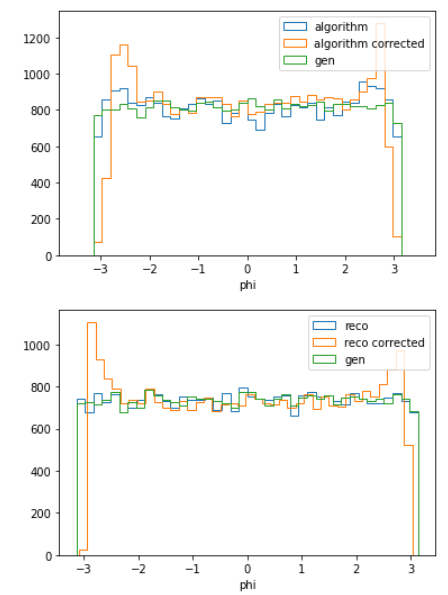 1200
1000
800
600
400
200
0
algorithm
algorithm corrected
gen
−3 −2 −1 0 1 2 3
phi
1000
800
600
400
200
0
reco
reco corrected
gen
−3 −2 −1 0 1 2 3
phi